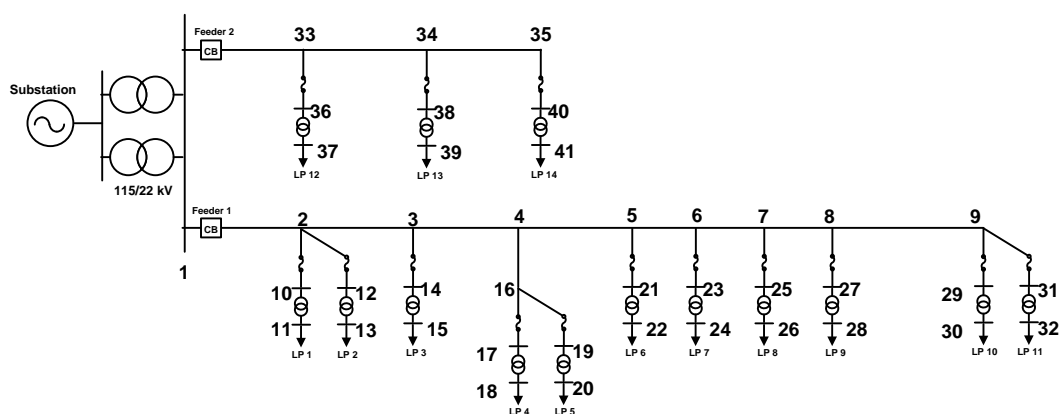 Feeder 2
33 34 35
CB
Substation
36 38 40
37 39 41
LP 12 LP 13 LP 14
115/22 kV
Feeder 1
2 3 4 5 6 7 8 9
CB
1
10 12 14 16 21 23 25 27 29 31
11 13 15 22 24 26 28 30 32
LP 1 LP 2 LP 3 LP 6 LP 7 LP 8 LP 9 LP 10 LP 11
17 19
18 20
LP 4 LP 5